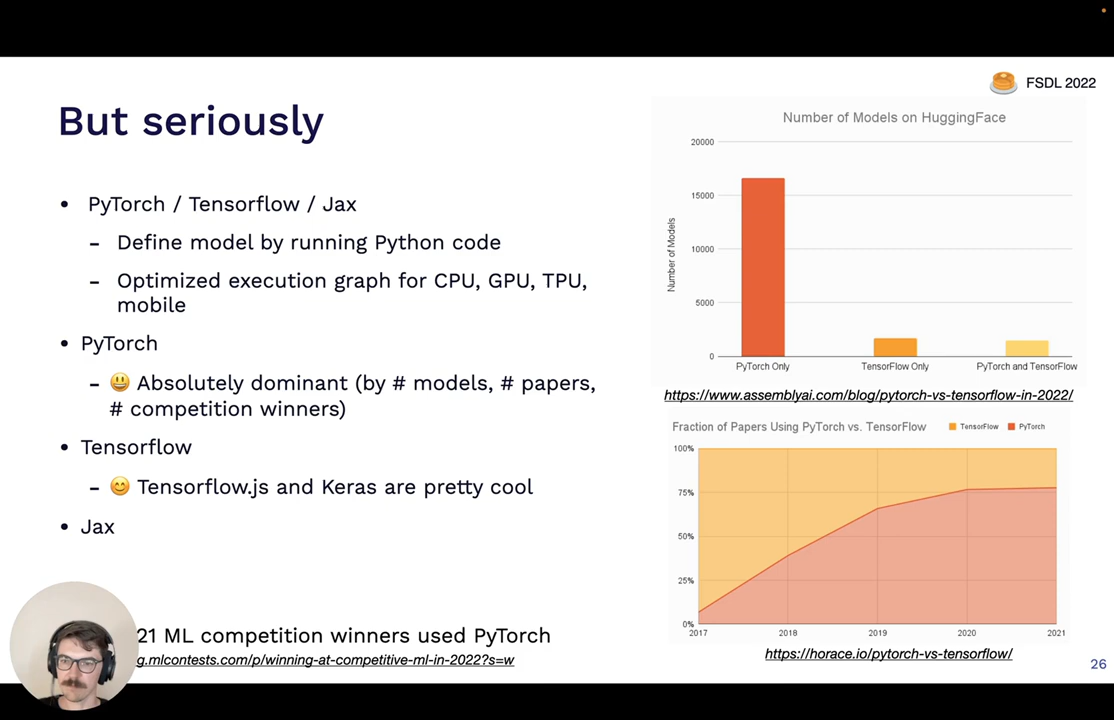 FSDL 2022
But seriously
• PyTorch / Tensorflow / Jax
– Define model by running Python code
– Optimized execution graph for CPU, GPU, TPU,
mobile
• PyTorch
– 😃 Absolutely dominant (by # models, # papers,
# competition winners)
• Tensorflow
– 😊 Tensorflow.js and Keras are pretty cool
• Jax
21 ML competition winners used PyTorch
g.mlcontests.com/p/winning-at-competitive-ml-in-2022?s=w
Number of Models on HuggingFace
Number of Models
20000
15000
10000
5000
0
PyTorch Only TensorFlow Only PyTorch and TensorFlow
https://www.assemblyai.com/blog/pytorch-vs-tensorflow-in-2022/
Fraction of Papers Using PyTorch vs. TensorFlow TensorFlow PyTorch
100%
75%
50%
25%
0%
2017 2018 2019 2020 2021
https://horace.io/pytorch-vs-tensorflow/
26